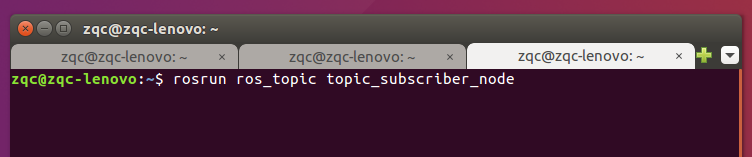 zqc@zqc-lenovo: ~
zqc@zqc-lenovo: ~ × zqc@zqc-lenovo: ~ × zqc@zqc-lenovo: ~ ×
zqc@zqc-lenovo:~$ rosrun ros_topic topic_subscriber_node